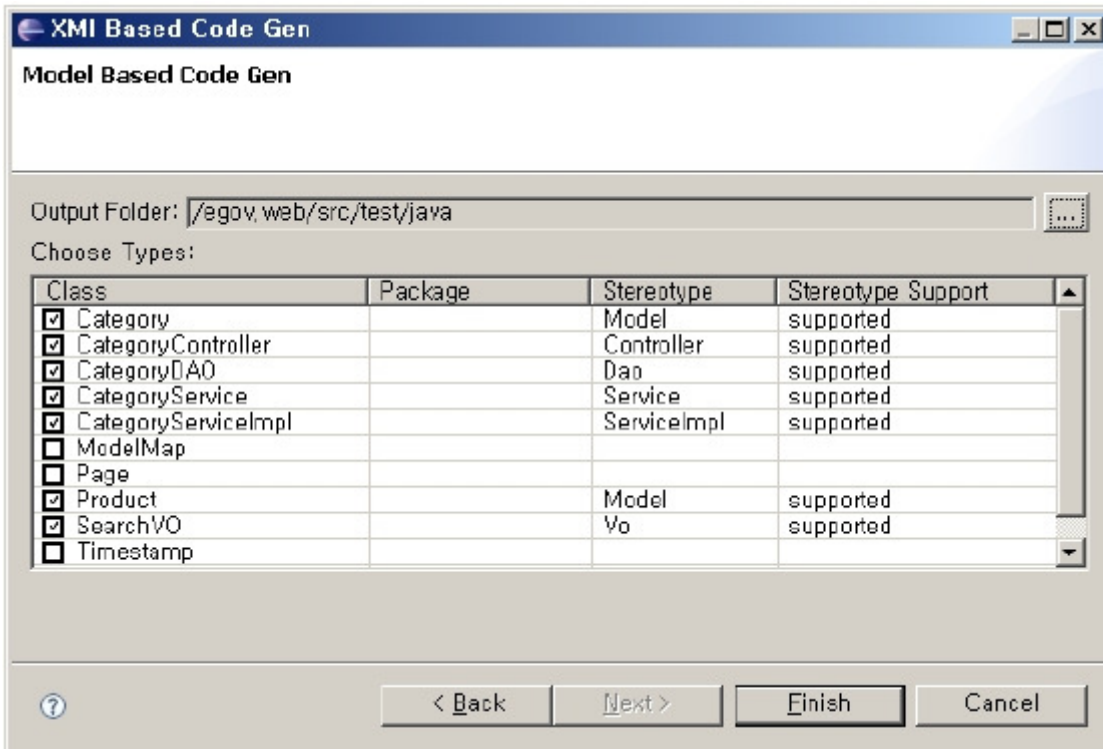 XMI Based Code Gen
Model Based Code Gen
Output Folder: /egov.web/src/test/java ...
Choose Types:
Class Package Stereotype Stereotype Support
Category Model supported
CategoryController Controller supported
CategoryDAO Dao supported
CategoryService Service supported
CategoryServiceImpl ServiceImpl supported
ModelMap
Page
Product Model supported
SearchVO Vo supported
Timestamp
? < Back Next > Finish Cancel